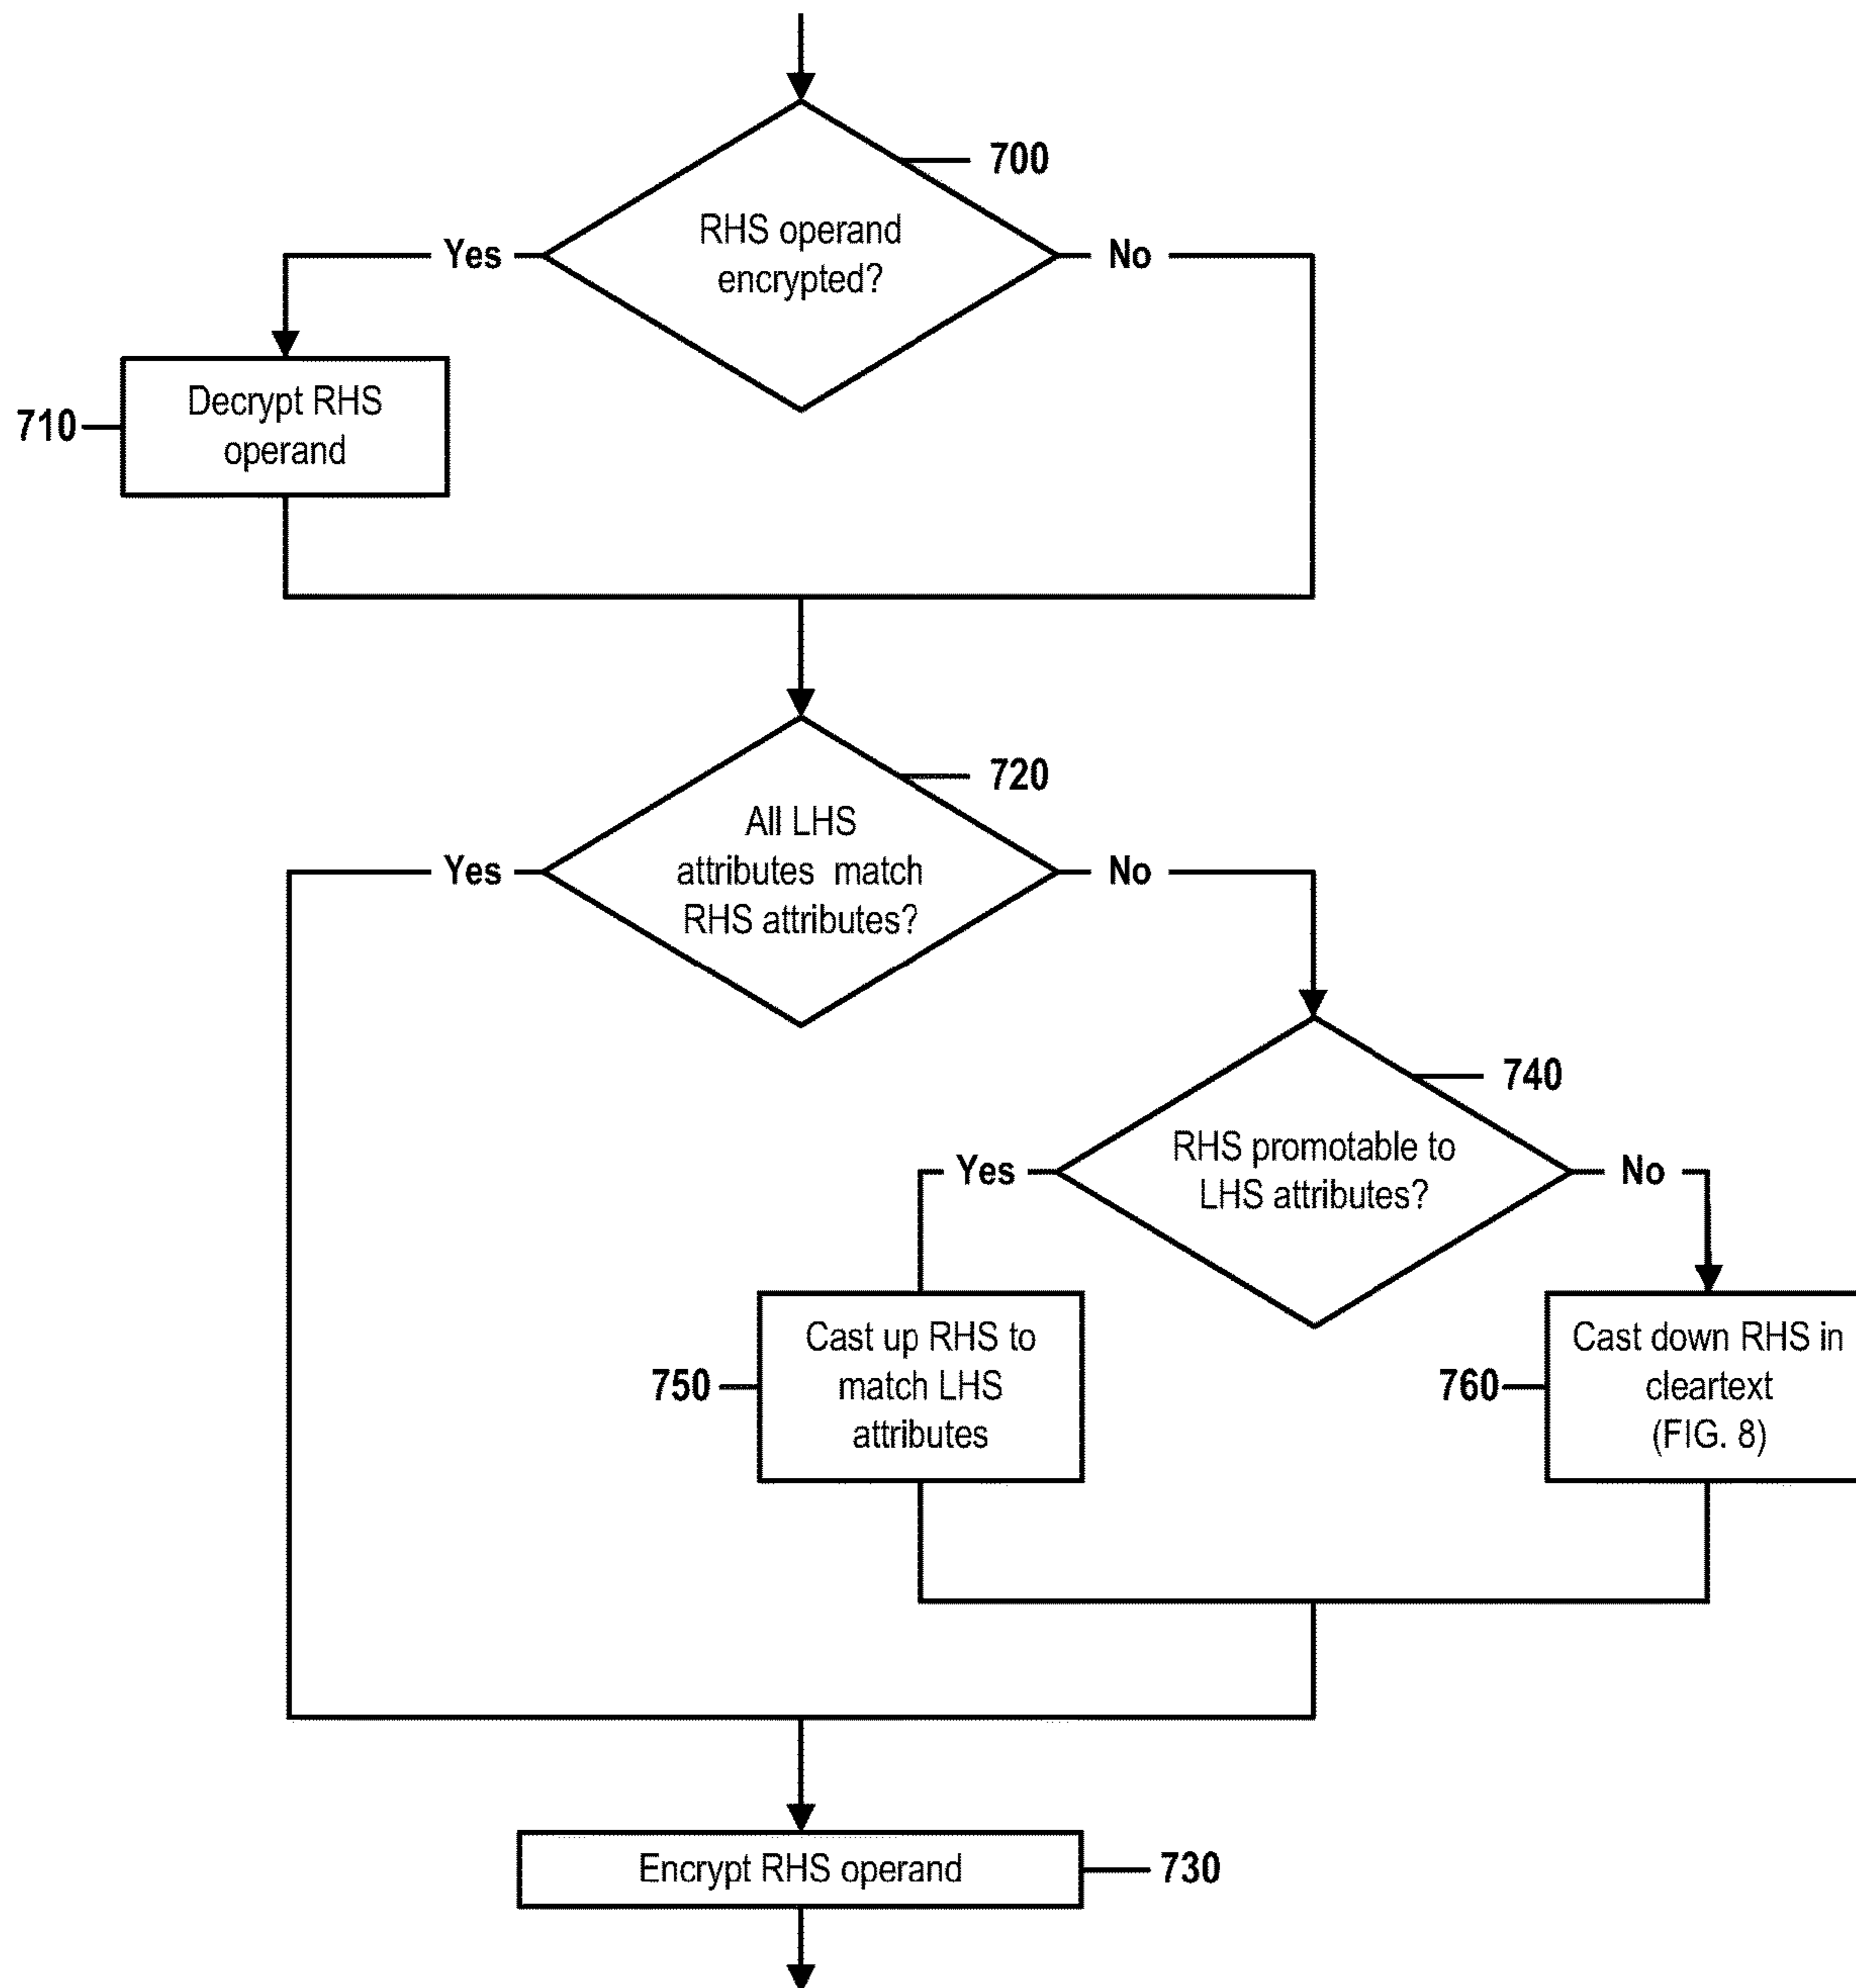 700
RHS operand
encrypted?
Yes
No
Decrypt RHS
operand
710
720
All LHS
attributes match
RHS attributes?
Yes
No
740
RHS promotable to
LHS attributes?
Yes
No
Cast up RHS to
match LHS
attributes
750
Cast down RHS in
cleartext
(FIG. 8)
760
Encrypt RHS operand
730